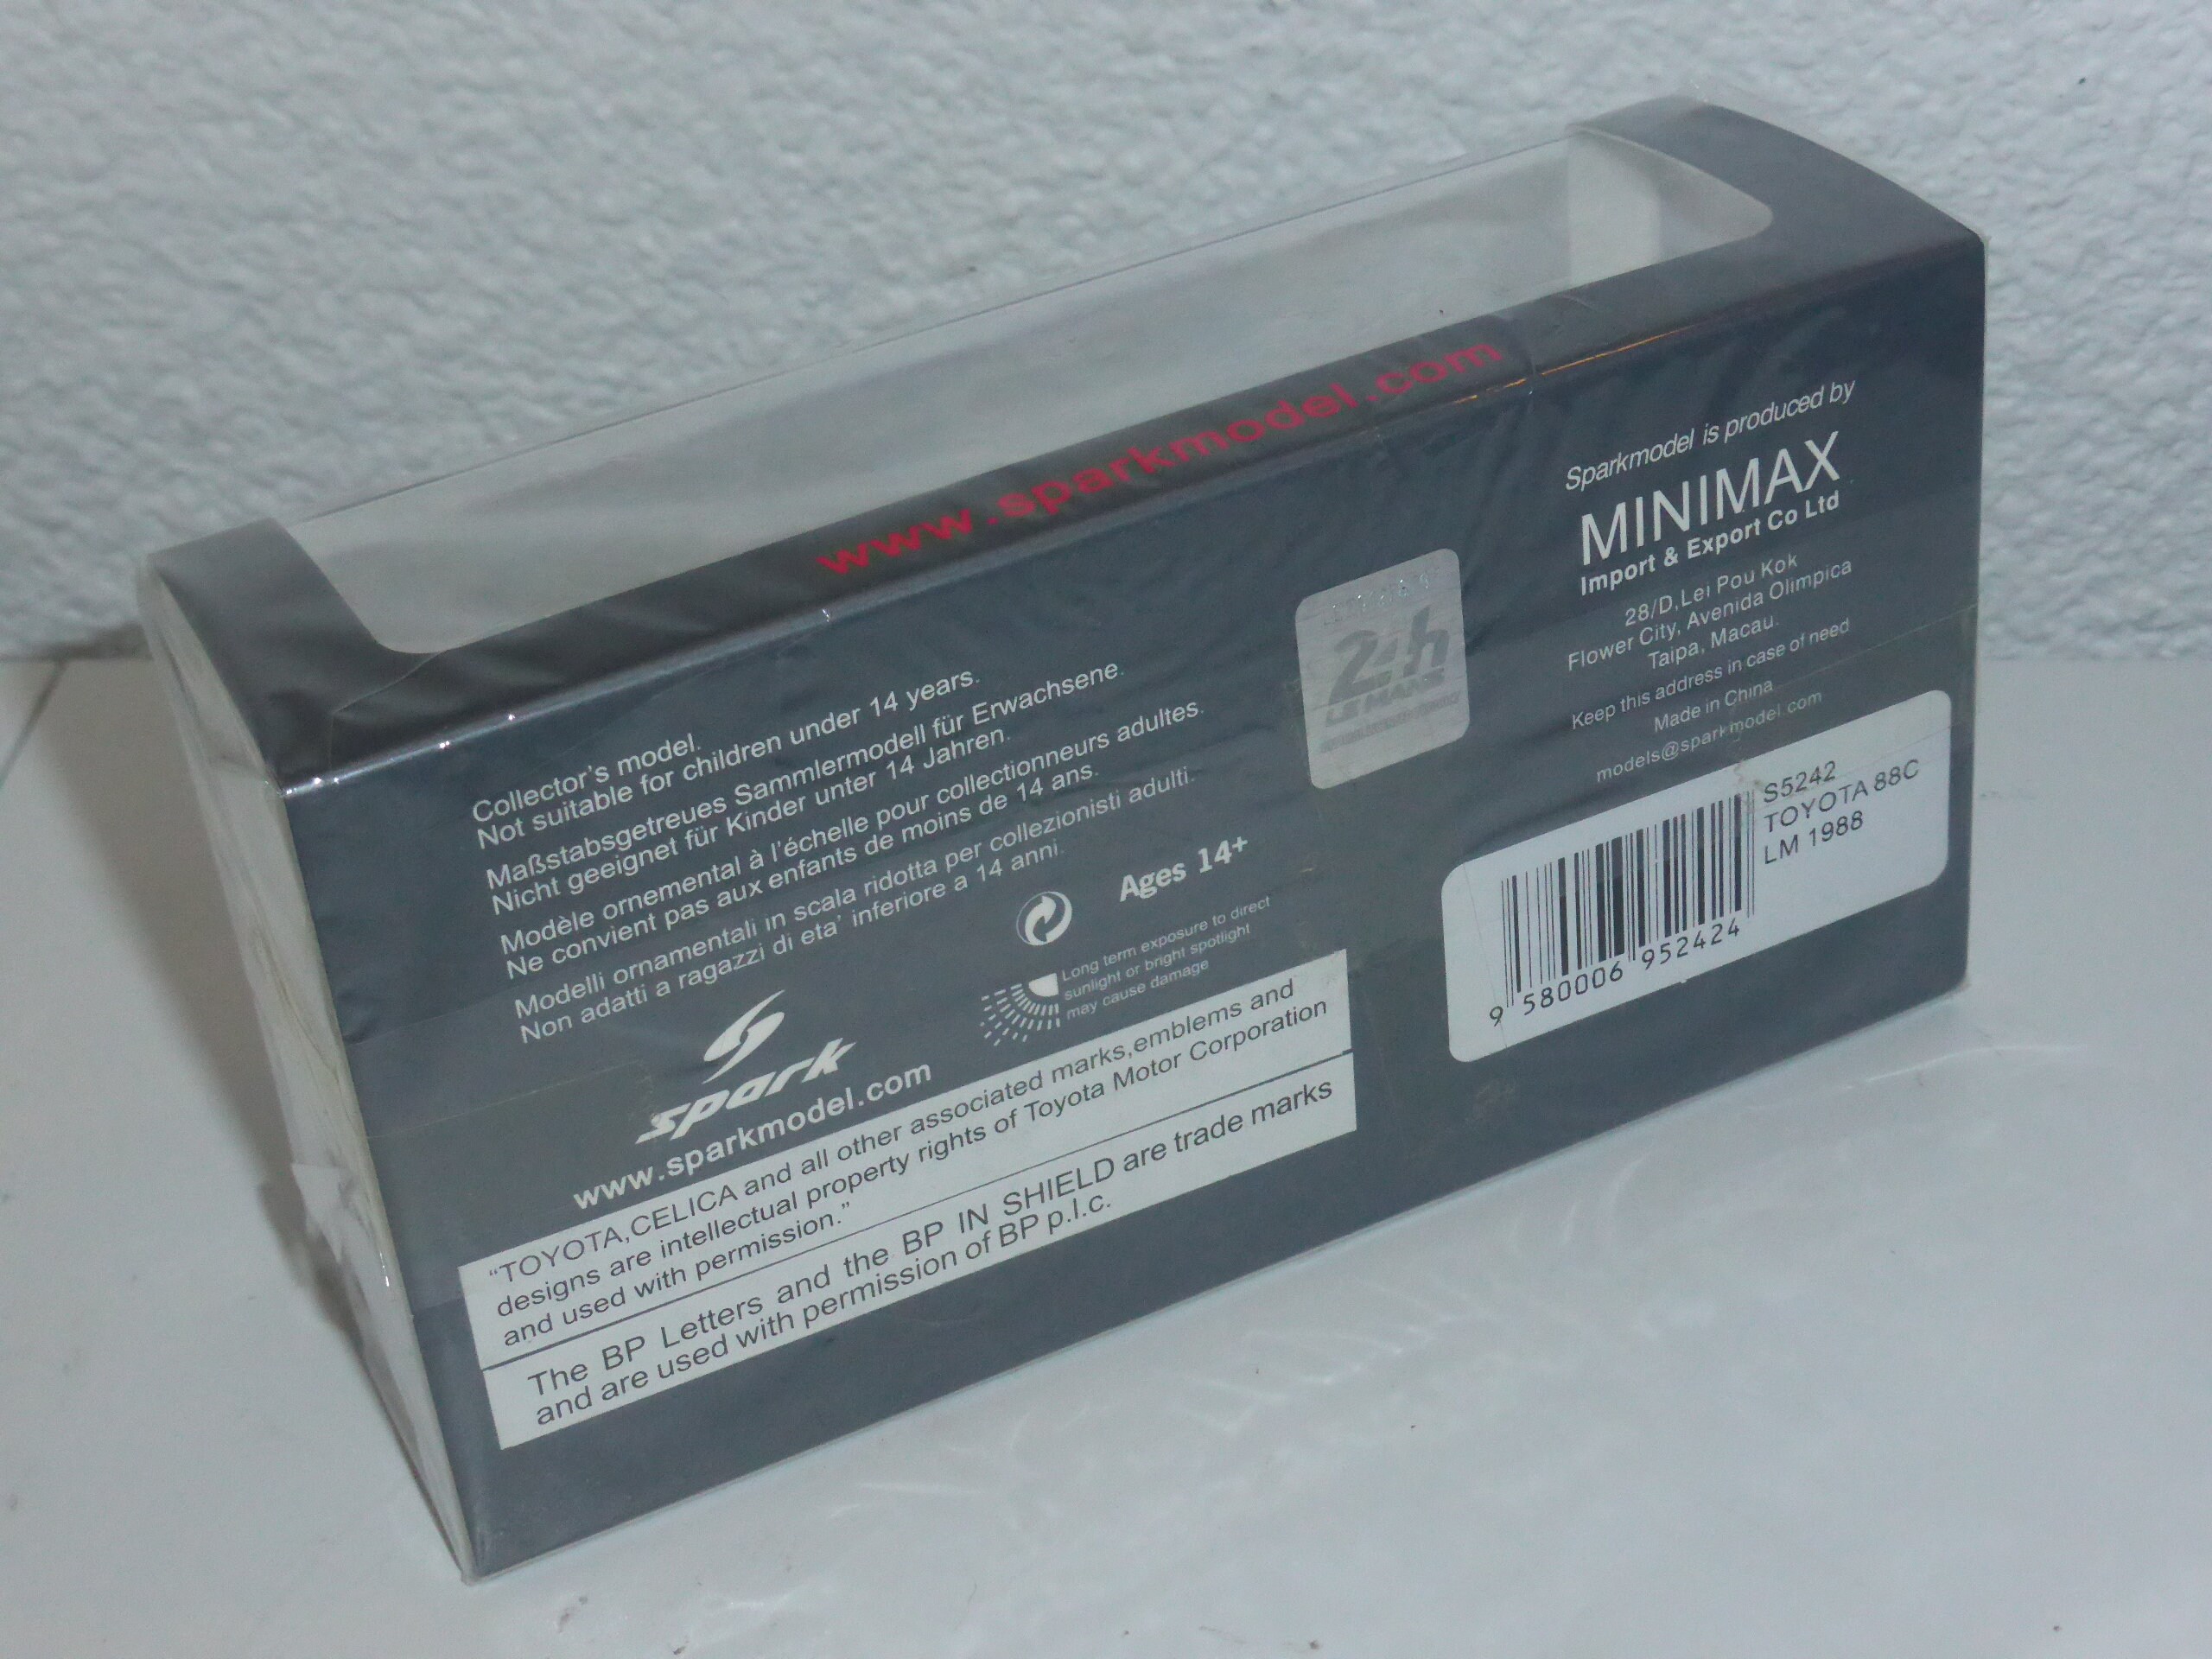 www.sparkmodel.com
Collector's model.
Not suitable for children under 14 years.
Maßstabsgetreues Sammlermodell für Erwachsene.
Nicht geeignet für Kinder unter 14 Jahren.
Modèle ornemental à l'échelle pour collectionneurs adultes.
Ne convient pas aux enfants de moins de 14 ans.
Modelli ornamentali in scala ridotta per collezionisti adulti.
Non adatti a ragazzi di eta' inferiore a 14 anni.
Ages 14+
Long term exposure to direct
sunlight or bright spotlight
may cause damage
spark
www.sparkmodel.com
“TOYOTA,CELICA and all other associated marks,emblems and
designs are intellectual property rights of Toyota Motor Corporation
and used with permission.”
The BP Letters and the BP IN SHIELD are trade marks
and are used with permission of BP p.l.c.
24h
LE MANS
Sparkmodel is produced by
MINIMAX
Import & Export Co Ltd
28/D,Lei Pou Kok
Flower City, Avenida Olimpica
Taipa, Macau.
Keep this address in case of need
Made in China
models@sparkmodel.com
S5242
TOYOTA 88C
LM 1988
9 580006 952424